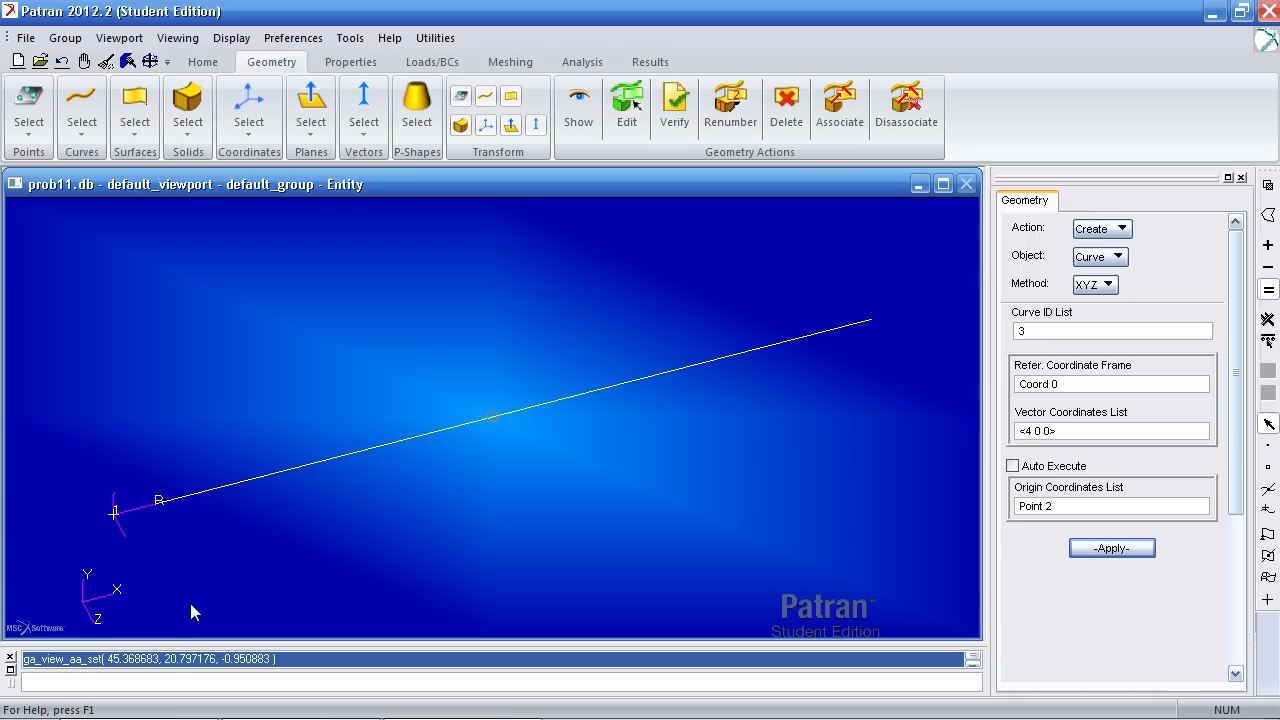 Patran 2012.2 (Student Edition)
File Group Viewport Viewing Display Preferences Tools Help Utilities
Home Geometry Properties Loads/BCs Meshing Analysis Results
Select Select Select Select Select Select Select Select Show Edit Verify Renumber Delete Associate Disassociate
Points Curves Surfaces Solids Coordinates Planes Vectors P-Shapes Transform Geometry Actions
prob11.db - default_viewport - default_group - Entity
Geometry
Action: Create
Object: Curve
Method: XYZ
Curve ID List
3
Refer. Coordinate Frame
Coord 0
Vector Coordinates List
<4 0 0>
Auto Execute
Origin Coordinates List
Point 2
-Apply-
R
1
Y
X
Z
MSC Software
Patran™
Student Edition
ga_view_aa_set( 45.368683, 20.797176, -0.950883 )
For Help, press F1
NUM